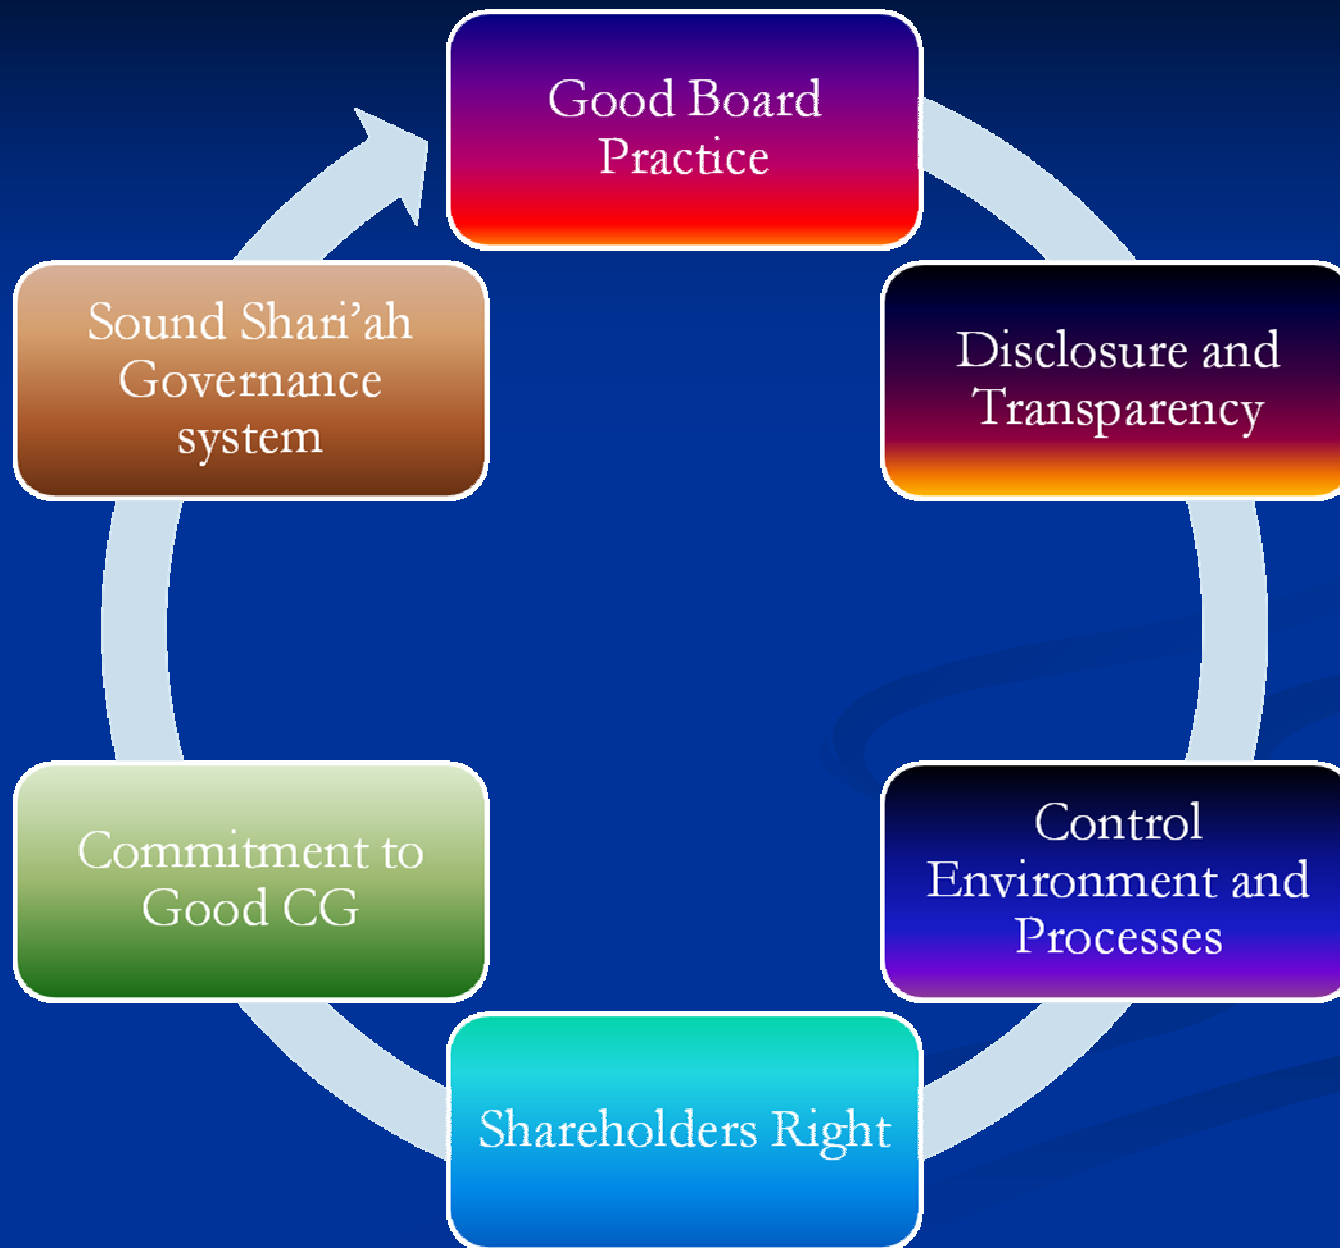 Good Board
Practice
Disclosure and
Transparency
Control
Environment and
Processes
Shareholders Right
Commitment to
Good CG
Sound Shari’ah
Governance
system